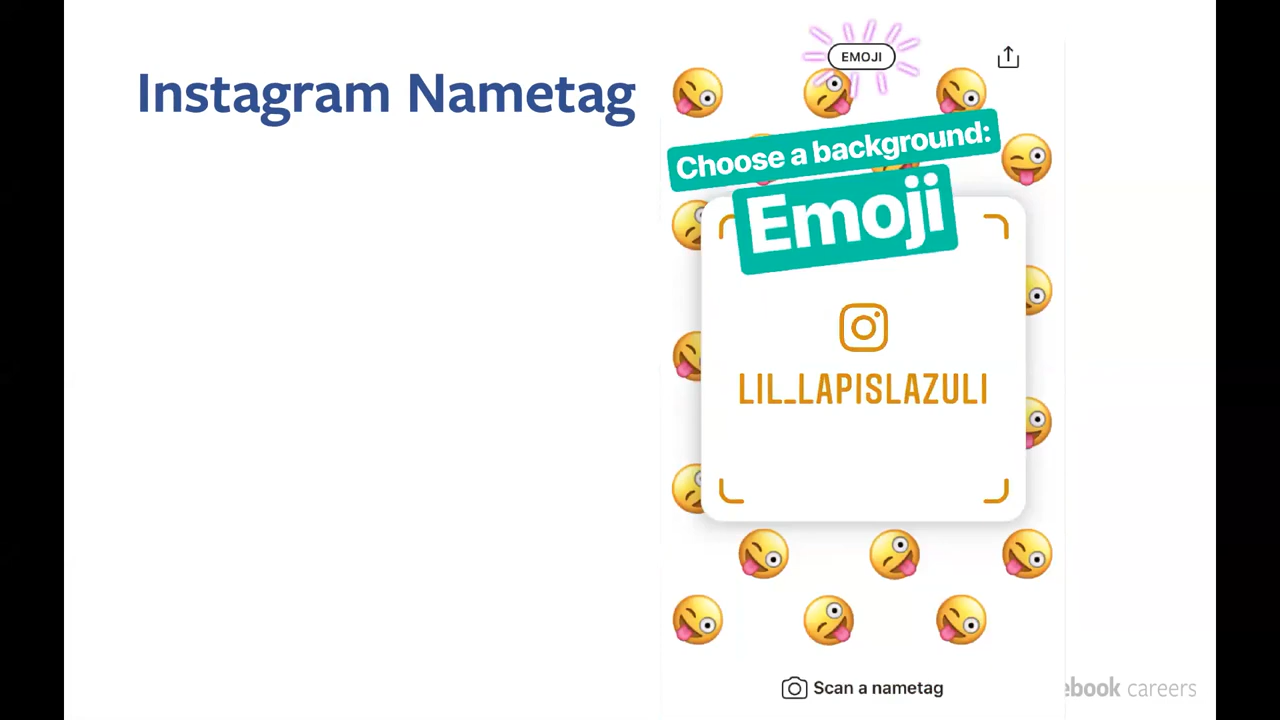 Instagram Nametag
EMOJI
Choose a background:
Emoji
LIL_LAPISLAZULI
Scan a nametag
ebook careers